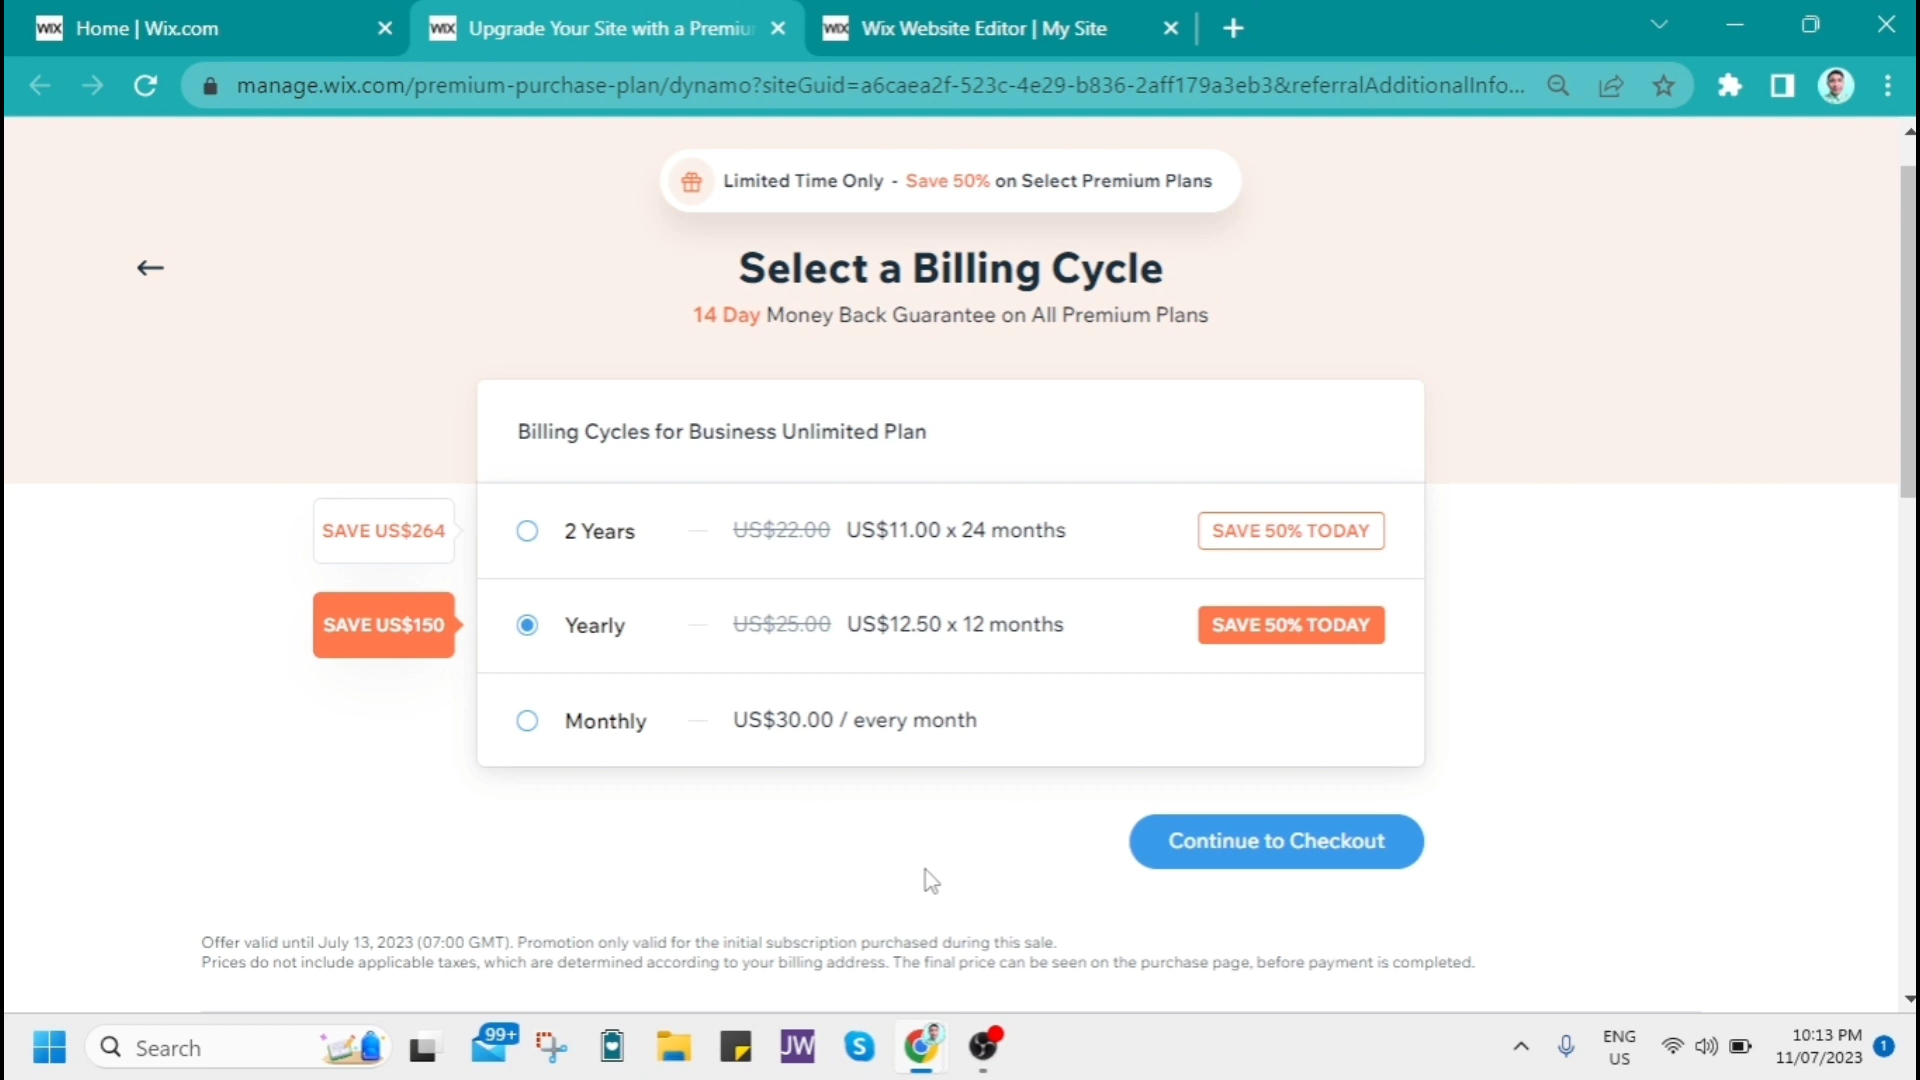 WIX Home | Wix.com
WIX Upgrade Your Site with a Premiu
WIX Wix Website Editor | My Site
manage.wix.com/premium-purchase-plan/dynamo?siteGuid=a6caea2f-523c-4e29-b836-2aff179a3eb3&referralAdditionalInfo...
Limited Time Only - Save 50% on Select Premium Plans
Select a Billing Cycle
14 Day Money Back Guarantee on All Premium Plans
Billing Cycles for Business Unlimited Plan
SAVE US$264
2 Years
US$22.00 US$11.00 x 24 months
SAVE 50% TODAY
SAVE US$150
Yearly
US$25.00 US$12.50 x 12 months
SAVE 50% TODAY
Monthly
US$30.00 / every month
Continue to Checkout
Offer valid until July 13, 2023 (07:00 GMT). Promotion only valid for the initial subscription purchased during this sale.
Prices do not include applicable taxes, which are determined according to your billing address. The final price can be seen on the purchase page, before payment is completed.
Search
99+
JW
S
ENG
US
10:13 PM
11/07/2023
1